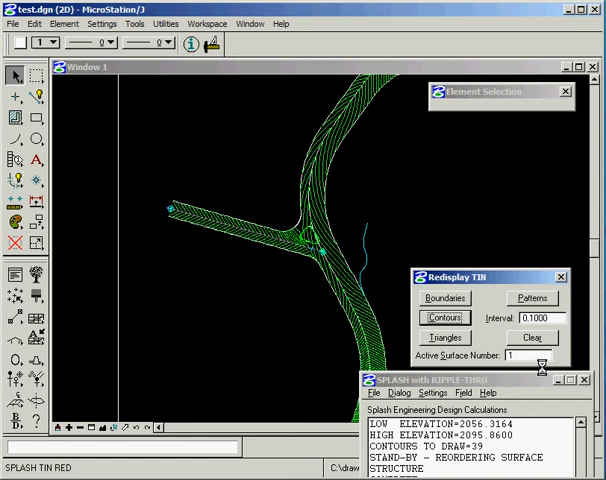 test.dgn (2D) - MicroStation/J
File Edit Element Settings Tools Utilities Workspace Window Help
1 0 0
Window 1
Element Selection
Redisplay TIN
Boundaries Patterns
Contours Interval: 0.1000
Triangles Clear
Active Surface Number: 1
SPLASH with RIPPLE-THRU
File Dialog Settings Field Help
Splash Engineering Design Calculations
LOW ELEVATION=2056.3164
HIGH ELEVATION=2095.8600
CONTOURS TO DRAW=39
STAND-BY - REORDERING SURFACE
STRUCTURE
SPLASH TIN RED
C:\draw